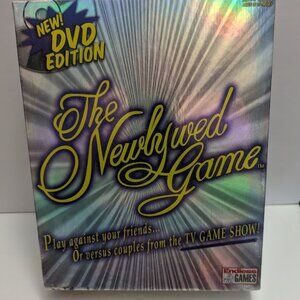 NEW!
DVD
EDITION
The
Newlywed
Game
TM
Play against your friends...
Or versus couples from the TV GAME SHOW!
Endless
GAMES